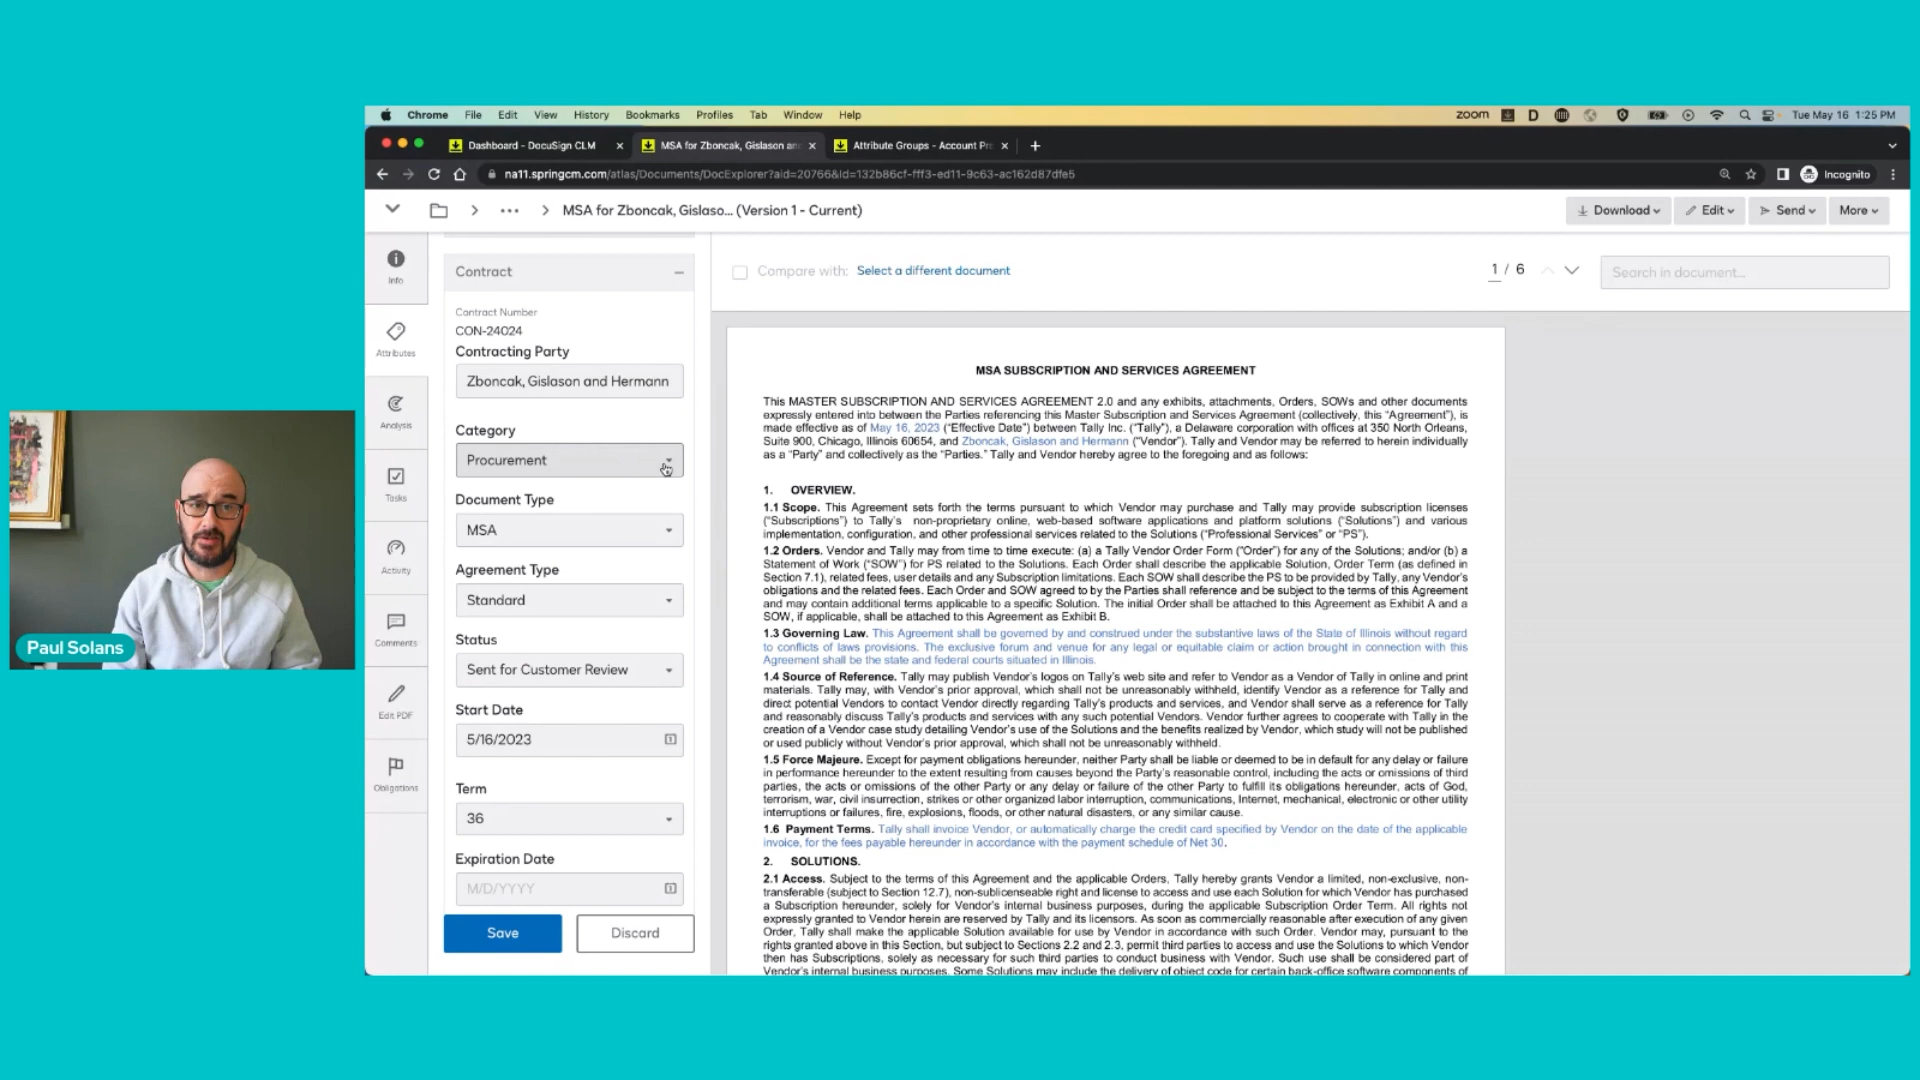 Chrome File Edit View History Bookmarks Profiles Tab Window Help
zoom D Tue May 16 1:25 PM
Dashboard - DocuSign CLM
MSA for Zboncak, Gislason an
Attribute Groups - Account Pr
na11.springcm.com/atlas/Documents/DocExplorer?aid=20766&ld=132b86cf-fff3-ed11-9c63-ac162d87dfe5
Incognito
MSA for Zboncak, Gislaso... (Version 1 - Current)
Download Edit Send More
Info
Attributes
Analysis
Tasks
Activity
Comments
Edit PDF
Obligations
Contract
Contract Number
CON-24024
Contracting Party
Zboncak, Gislason and Hermann
Category
Procurement
Document Type
MSA
Agreement Type
Standard
Status
Sent for Customer Review
Start Date
5/16/2023
Term
36
Expiration Date
M/D/YYYY
Save
Discard
Compare with: Select a different document
1 / 6
Search in document...
MSA SUBSCRIPTION AND SERVICES AGREEMENT
This MASTER SUBSCRIPTION AND SERVICES AGREEMENT 2.0 and any exhibits, attachments, Orders, SOWs and other documents
expressly entered into between the Parties referencing this Master Subscription and Services Agreement (collectively, this “Agreement”), is
made effective as of May 16, 2023 (“Effective Date”) between Tally Inc. (“Tally”), a Delaware corporation with offices at 350 North Orleans,
Suite 900, Chicago, Illinois 60654, and Zboncak, Gislason and Hermann (“Vendor”). Tally and Vendor may be referred to herein individually
as a “Party” and collectively as the “Parties.” Tally and Vendor hereby agree to the foregoing and as follows:
1. OVERVIEW.
1.1 Scope. This Agreement sets forth the terms pursuant to which Vendor may purchase and Tally may provide subscription licenses
(“Subscriptions”) to Tally’s non-proprietary online, web-based software applications and platform solutions (“Solutions”) and various
implementation, configuration, and other professional services related to the Solutions (“Professional Services” or “PS”).
1.2 Orders. Vendor and Tally may from time to time execute: (a) a Tally Vendor Order Form (“Order”) for any of the Solutions; and/or (b) a
Statement of Work (“SOW”) for PS related to the Solutions. Each Order shall describe the applicable Solution, Order Term (as defined in
Section 7.1), related fees, user details and any Subscription limitations. Each SOW shall describe the PS to be provided by Tally, any Vendor’s
obligations and the related fees. Each Order and SOW agreed to by the Parties shall reference and be subject to the terms of this Agreement
and may contain additional terms applicable to a specific Solution. The initial Order shall be attached to this Agreement as Exhibit A and a
SOW, if applicable, shall be attached to this Agreement as Exhibit B.
1.3 Governing Law. This Agreement shall be governed by and construed under the substantive laws of the State of Illinois without regard
to conflicts of laws provisions. The exclusive forum and venue for any legal or equitable claim or action brought in connection with this
Agreement shall be the state and federal courts situated in Illinois.
1.4 Source of Reference. Tally may publish Vendor’s logos on Tally’s web site and refer to Vendor as a Vendor of Tally in online and print
materials. Tally may, with Vendor’s prior approval, which shall not be unreasonably withheld, identify Vendor as a reference for Tally and
direct potential Vendors to contact Vendor directly regarding Tally’s products and services, and Vendor shall serve as a reference for Tally
and reasonably discuss Tally’s products and services with any such potential Vendors. Vendor further agrees to cooperate with Tally in the
creation of a Vendor case study detailing Vendor’s use of the Solutions and the benefits realized by Vendor, which study will not be published
or used publicly without Vendor’s prior approval, which shall not be unreasonably withheld.
1.5 Force Majeure. Except for payment obligations hereunder, neither Party shall be liable or deemed to be in default for any delay or failure
in performance hereunder to the extent resulting from causes beyond the Party’s reasonable control, including the acts or omissions of third
parties, the acts or omissions of the other Party or any delay or failure of the other Party to fulfill its obligations hereunder, acts of God,
terrorism, war, civil insurrection, strikes or other organized labor interruption, communications, Internet, mechanical, electronic or other utility
interruptions or failures, fire, explosions, floods, or other natural disasters, or any similar cause.
1.6 Payment Terms. Tally shall invoice Vendor, or automatically charge the credit card specified by Vendor on the date of the applicable
invoice, for the fees payable hereunder in accordance with the payment schedule of Net 30.
2. SOLUTIONS.
2.1 Access. Subject to the terms of this Agreement and the applicable Orders, Tally hereby grants Vendor a limited, non-exclusive, non-
transferable (subject to Section 12.7), non-sublicenseable right and license to access and use each Solution for which Vendor has purchased
a Subscription hereunder, solely for Vendor’s internal business purposes, during the applicable Subscription Order Term. All rights not
expressly granted to Vendor herein are reserved by Tally and its licensors. As soon as commercially reasonable after execution of any given
Order, Tally shall make the applicable Solution available for use by Vendor in accordance with such Order. Vendor may, pursuant to the
rights granted above in this Section, but subject to Sections 2.2 and 2.3, permit third parties to access and use the Solutions to which Vendor
then has Subscriptions, solely as necessary for such third parties to conduct business with Vendor. Such use shall be considered part of
Vendor’s internal business purposes. Some Solutions may include the delivery of object code for certain back-office software components of
Paul Solans